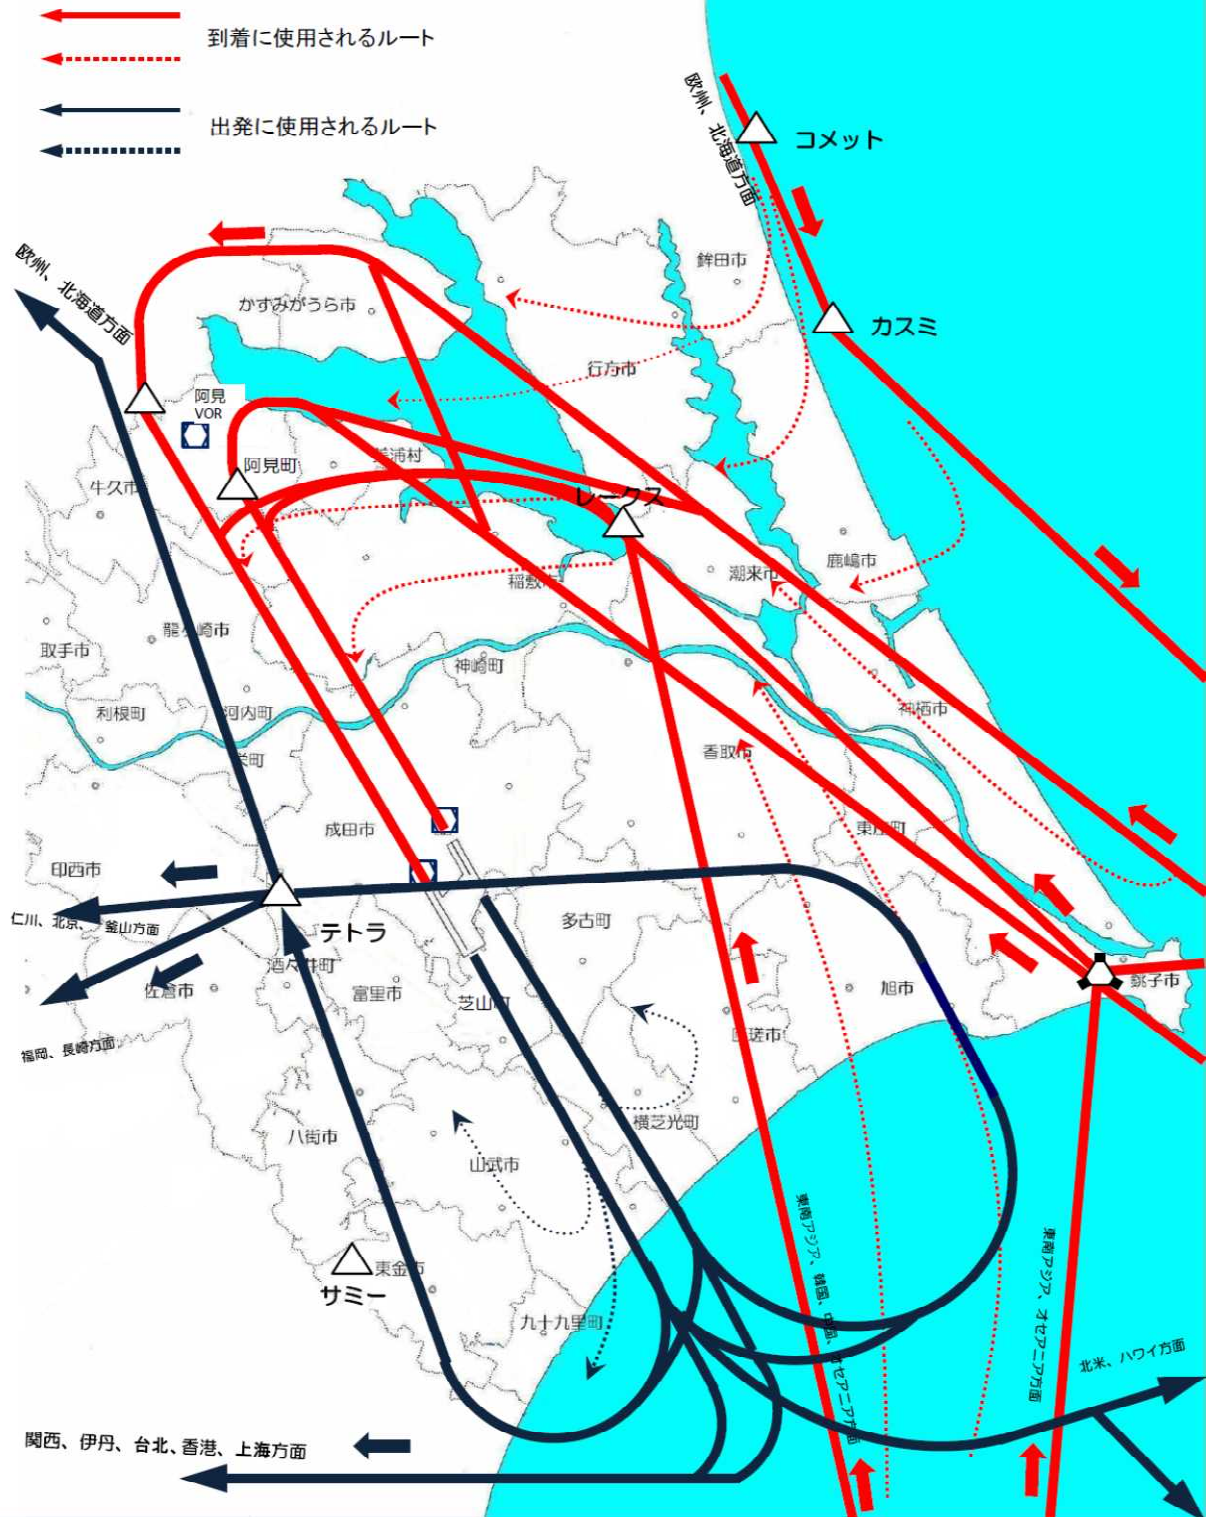 到着に使用されるルート
出発に使用されるルート
欧州、北海道方面
コメット
カスミ
鉾田市
欧州、北海道方面
かすみがうら市
行方市
阿見
VOR
阿見町
美浦村
牛久市
レークス
鹿嶋市
潮来市
稲敷市
龍ヶ崎市
取手市
神崎町
利根町
河内町
神栖市
栄町
香取市
成田市
東庄町
印西市
仁川、北京、釜山方面
テトラ
多古町
酒々井町
佐倉市
富里市
芝山町
旭市
銚子市
匝瑳市
福岡、長崎方面
八街市
横芝光町
山武市
東南アジア、韓国、中国、オセアニア方面
東南アジア、オセアニア方面
サミー
東金市
九十九里町
北米、ハワイ方面
関西、伊丹、台北、香港、上海方面